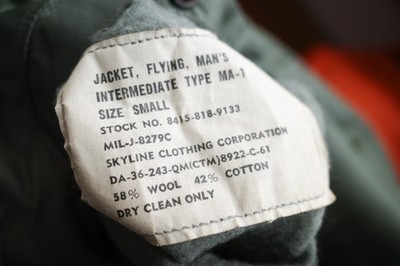 JACKET, FLYING, MAN'S
INTERMEDIATE TYPE MA-1
SIZE SMALL
STOCK NO. 8415-818-9133
MIL-J-8279C
SKYLINE CLOTHING CORPORATION
DA-36-243-QM(CTM)8922-C-61
58% WOOL 42% COTTON
DRY CLEAN ONLY